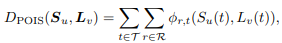 D_POIS(S_u, L_v) = ∑_{t∈𝒯} ∑_{r∈ℛ} ϕ_{r,t}(S_u(t), L_v(t)),